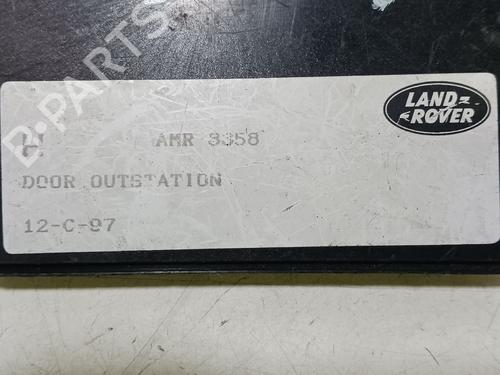 LAND
ROVER
AMR 3358
DOOR OUTSTATION
12-C-97
B-PARTS